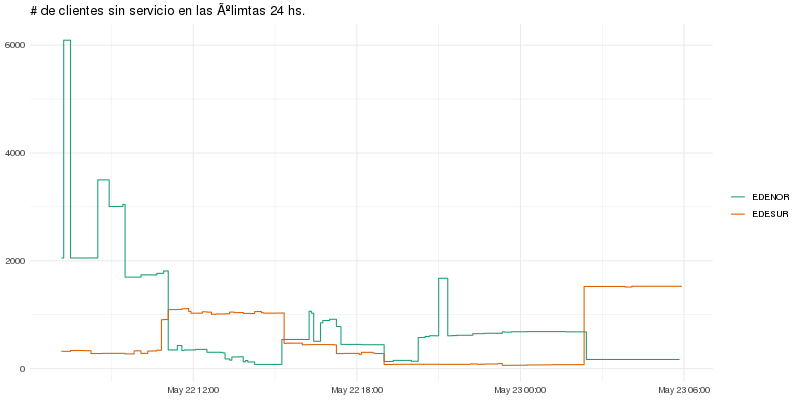 # de clientes sin servicio en las Ãºlimtas 24 hs.
6000
4000
2000
0
May 22 12:00
May 22 18:00
May 23 00:00
May 23 06:00
EDENOR
EDESUR